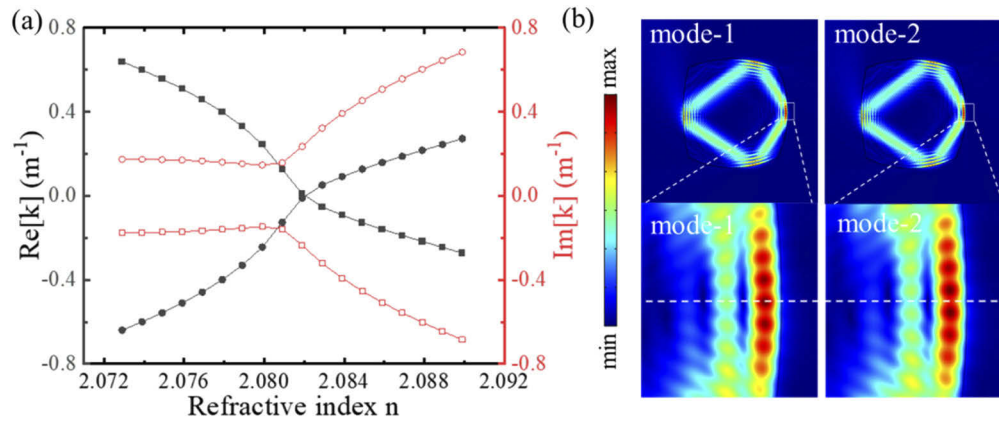 (a)
0.8
0.4
0.0
-0.4
-0.8
Re[k] (m⁻¹)
0.8
0.4
0.0
-0.4
-0.8
Im[k] (m⁻¹)
2.072 2.076 2.080 2.084 2.088 2.092
Refractive index n
(b)
max
min
mode-1
mode-2
mode-1
mode-2